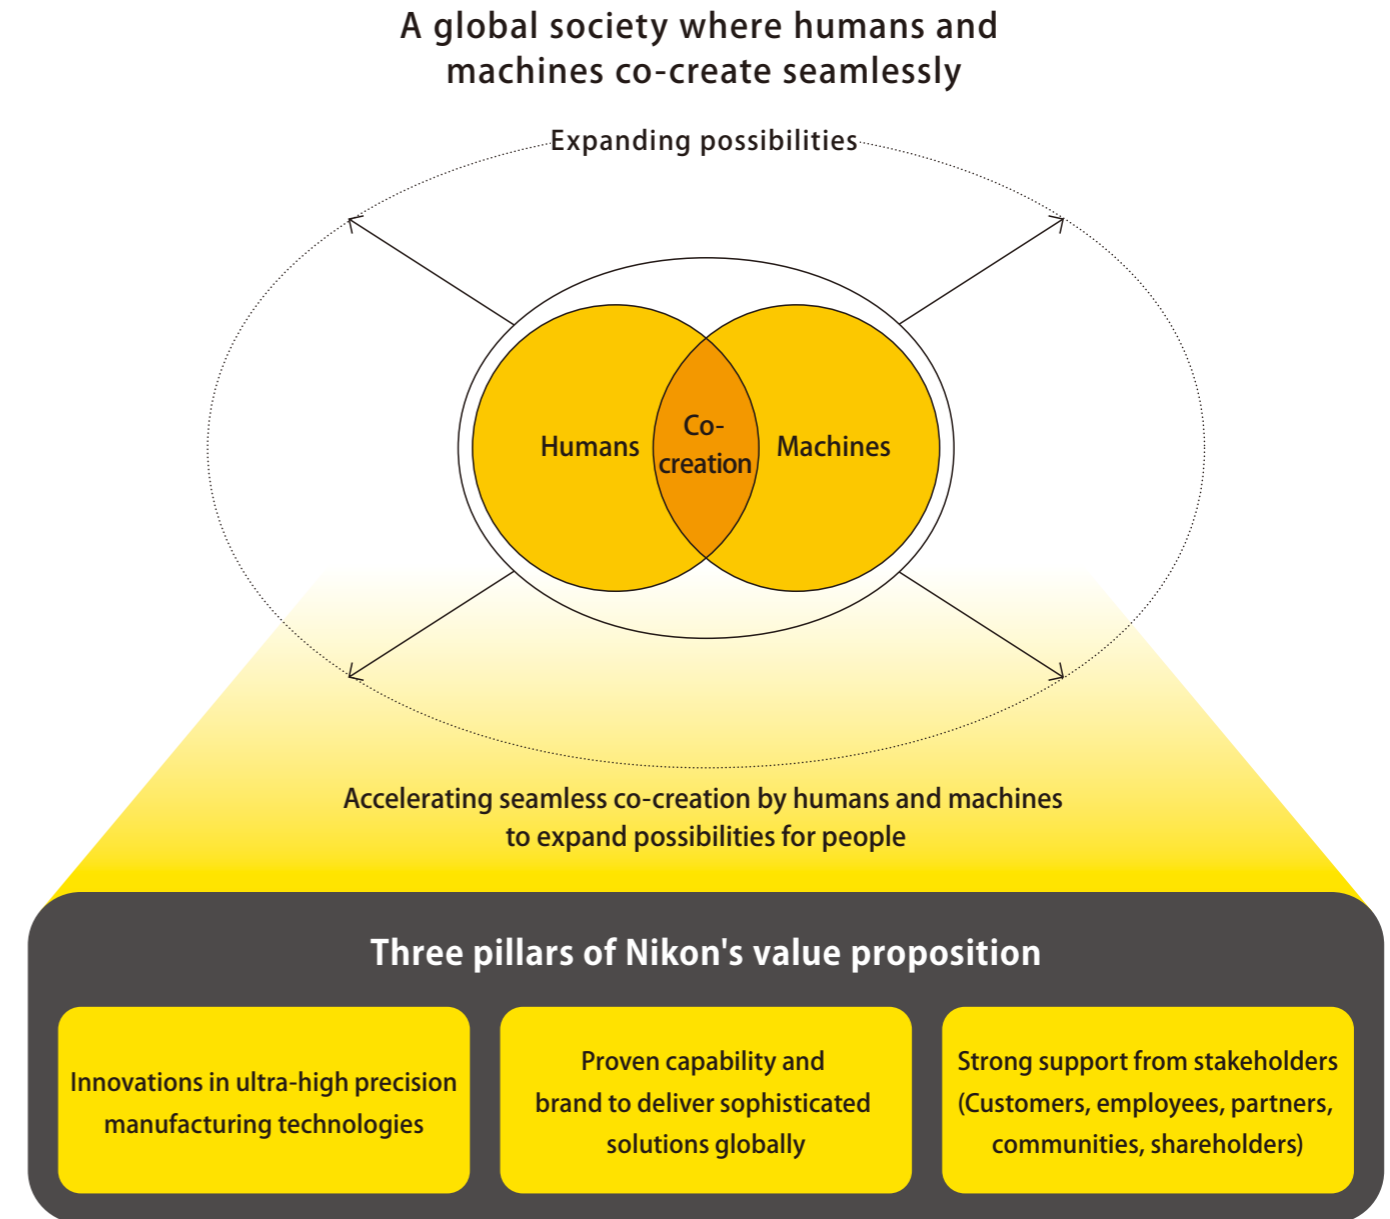 A global society where humans and
machines co-create seamlessly
Expanding possibilities
Humans
Co-
creation
Machines
Accelerating seamless co-creation by humans and machines
to expand possibilities for people
Three pillars of Nikon's value proposition
Innovations in ultra-high precision
manufacturing technologies
Proven capability and
brand to deliver sophisticated
solutions globally
Strong support from stakeholders
(Customers, employees, partners,
communities, shareholders)